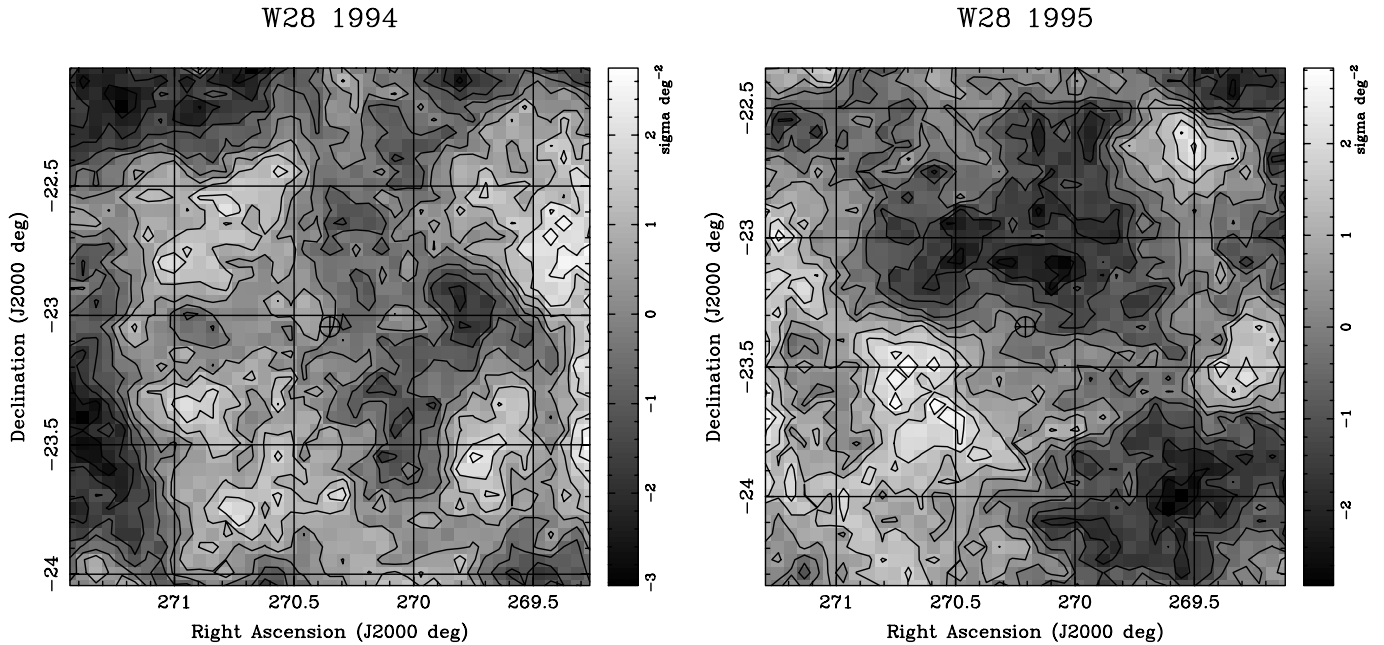 W28 1994
sigma deg⁻²
2
1
0
−1
−2
−3
−22.5
−23
−23.5
−24
Declination (J2000 deg)
271 270.5 270 269.5
Right Ascension (J2000 deg)
W28 1995
sigma deg⁻²
2
1
0
−1
−2
−22.5
−23
−23.5
−24
Declination (J2000 deg)
271 270.5 270 269.5
Right Ascension (J2000 deg)